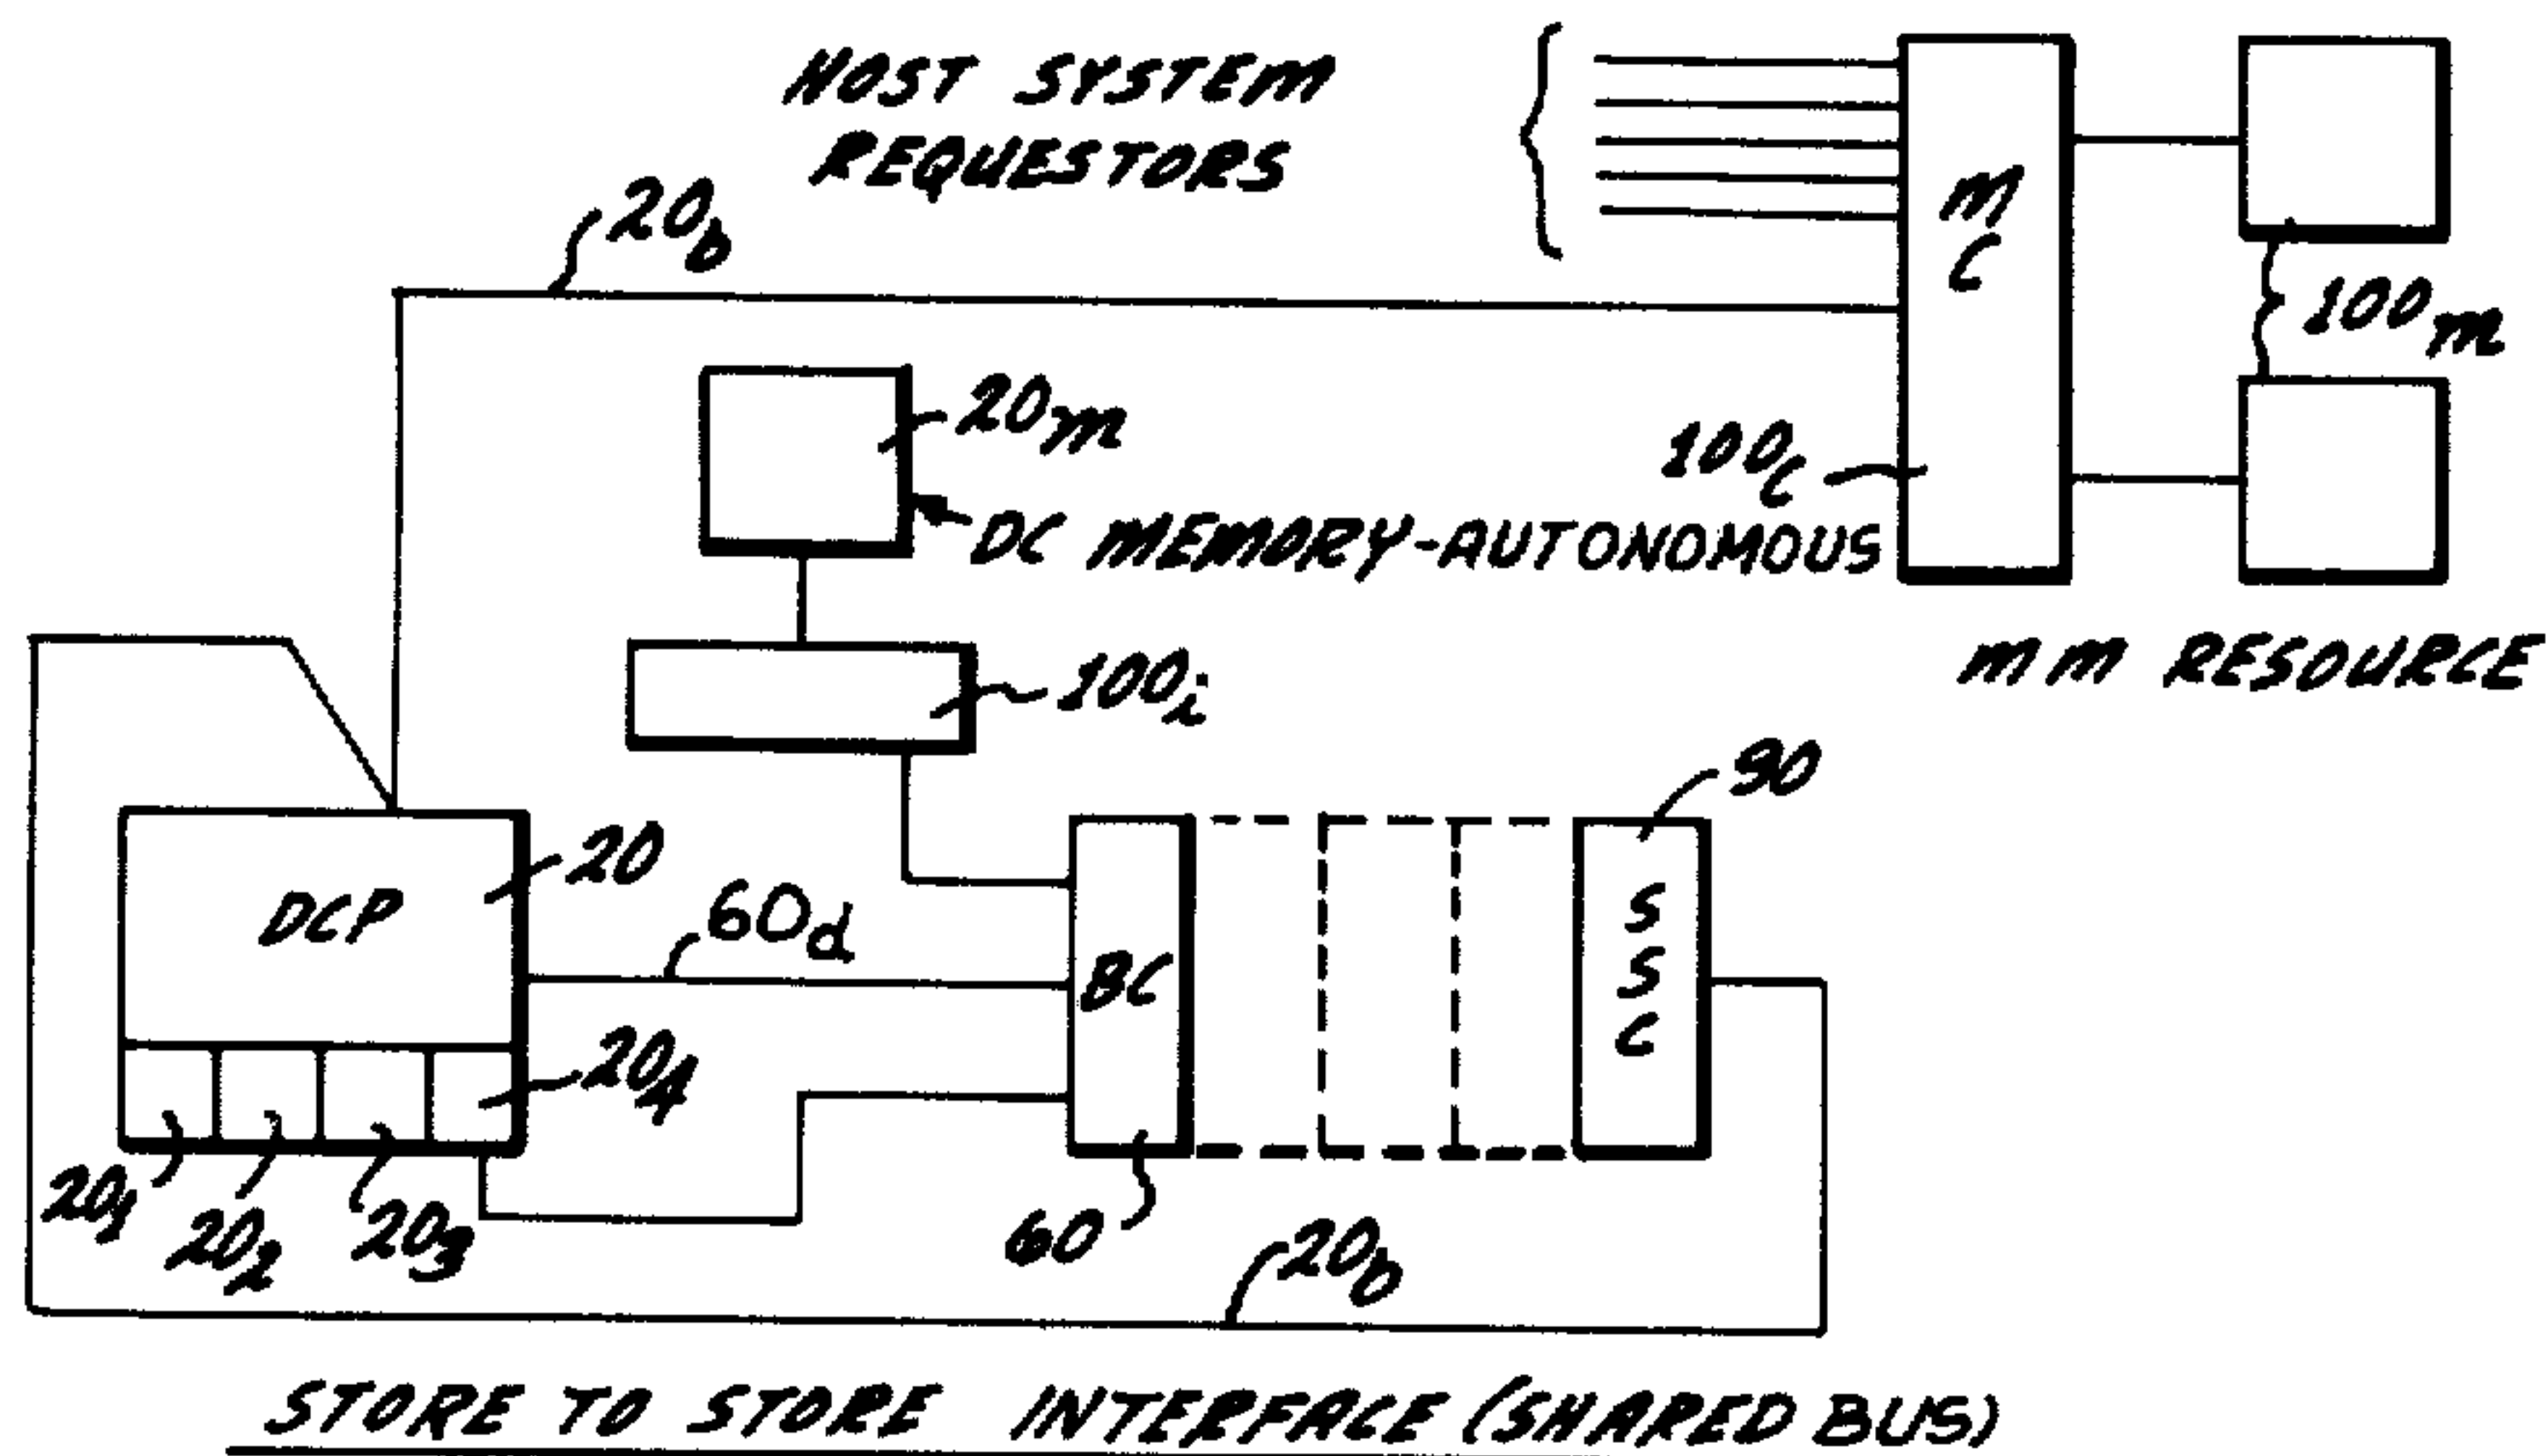 HOST SYSTEM
REQUESTORS
20b
MC
100m
20m
100c
DC MEMORY-AUTONOMOUS
MM RESOURCE
100i
90
20
DCP
60d
BC
SSC
204
201
202
203
60
20b
STORE TO STORE INTERFACE (SHARED BUS)